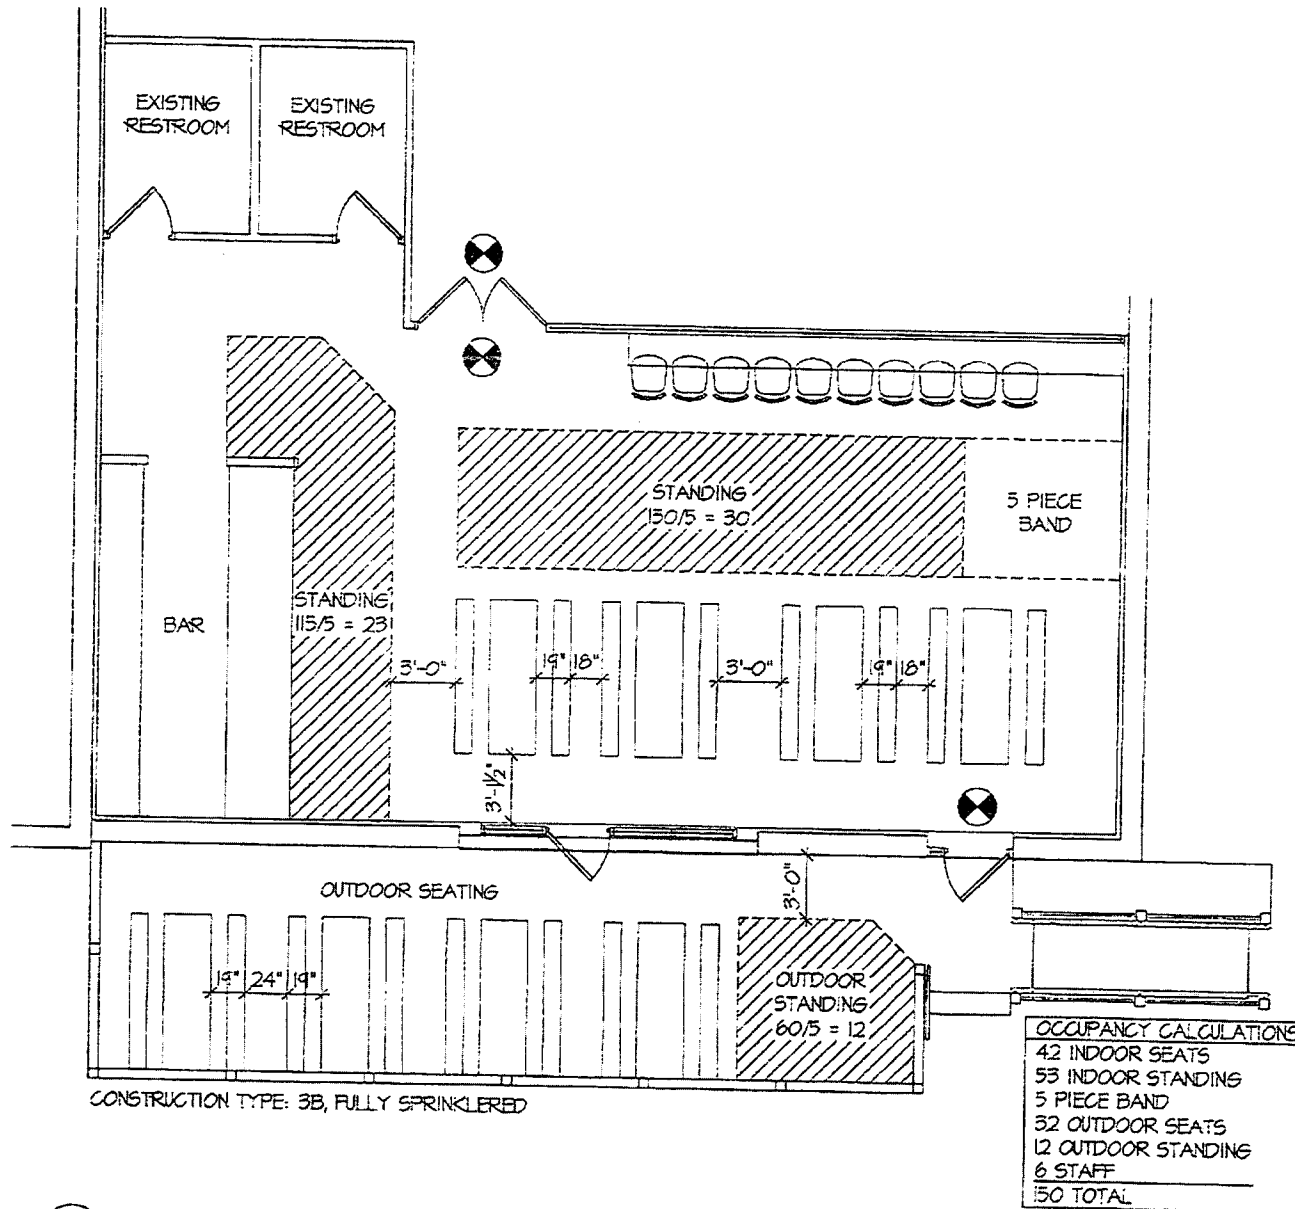 EXISTING
RESTROOM
EXISTING
RESTROOM
STANDING
150/5 = 30
5 PIECE
BAND
STANDING
115/5 = 23
BAR
3'-0"
19"
18"
3'-0"
19"
18"
3'-1½"
OUTDOOR SEATING
3'-0"
19"
24"
19"
OUTDOOR
STANDING
60/5 = 12
CONSTRUCTION TYPE: 3B, FULLY SPRINKLERED
OCCUPANCY CALCULATIONS
42 INDOOR SEATS
53 INDOOR STANDING
5 PIECE BAND
32 OUTDOOR SEATS
12 OUTDOOR STANDING
6 STAFF
150 TOTAL